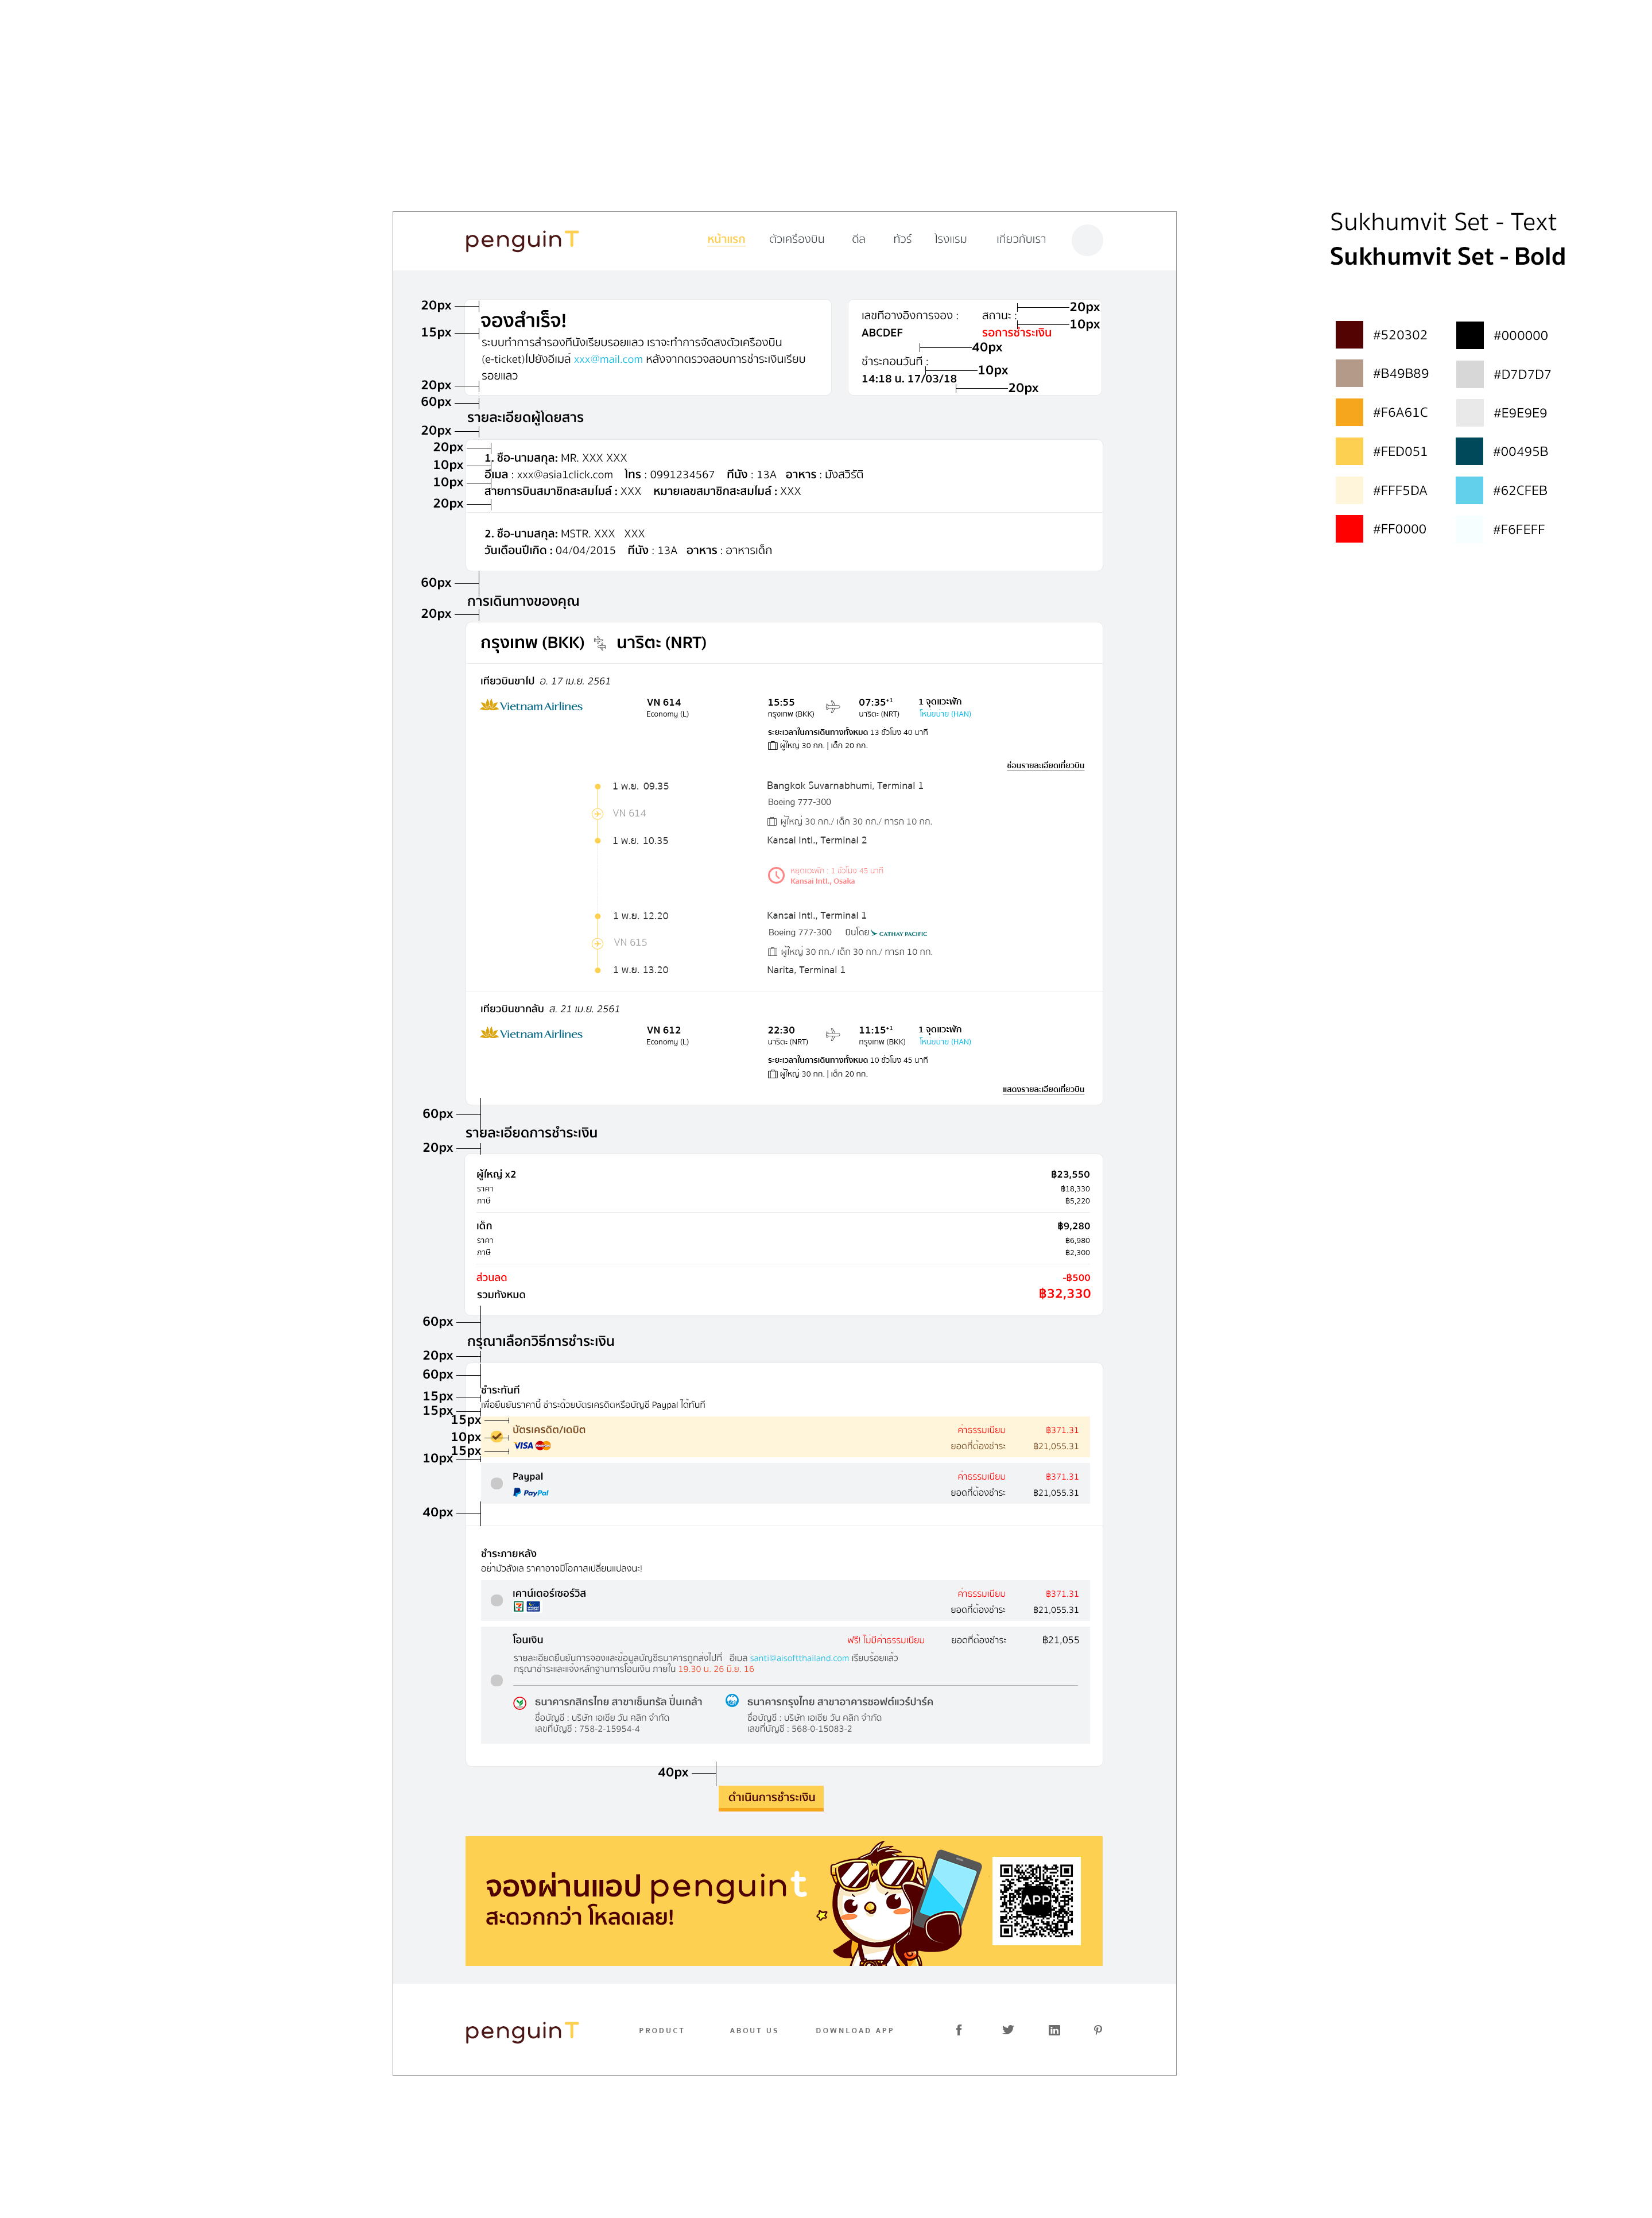 penguinT
หน้าแรก ตั๋วเครื่องบิน ดีล ทัวร์ โรงแรม เกี่ยวกับเรา
Sukhumvit Set - Text
Sukhumvit Set - Bold
#520302 #000000
#B49B89 #D7D7D7
#F6A61C #E9E9E9
#FED051 #00495B
#FFF5DA #62CFEB
#FF0000 #F6FEFF
20px
15px
20px
60px
20px
จองสำเร็จ!
ระบบทำการสำรองที่นั่งเรียบร้อยแล้ว เราจะทำการจัดส่งตั๋วเครื่องบิน
(e-ticket)ไปยังอีเมล์ xxx@mail.com หลังจากตรวจสอบการชำระเงินเรียบ
ร้อยแล้ว
เลขที่อ้างอิงการจอง : สถานะ :
ABCDEF รอการชำระเงิน
ชำระก่อนวันที่ :
14:18 น. 17/03/18
20px
10px
40px
10px
20px
รายละเอียดผู้โดยสาร
20px
10px
10px
20px
1. ชื่อ-นามสกุล: MR. XXX XXX
อีเมล : xxx@asia1click.com โทร : 0991234567 ที่นั่ง : 13A อาหาร : มังสวิรัติ
สายการบินสมาชิกสะสมไมล์ : XXX หมายเลขสมาชิกสะสมไมล์ : XXX
2. ชื่อ-นามสกุล: MSTR. XXX XXX
วันเดือนปีเกิด : 04/04/2015 ที่นั่ง : 13A อาหาร : อาหารเด็ก
60px
การเดินทางของคุณ
20px
กรุงเทพ (BKK) นาริตะ (NRT)
เที่ยวบินขาไป อ. 17 เม.ย. 2561
Vietnam Airlines VN 614 15:55 07:35+1 1 จุดแวะพัก
Economy (L) กรุงเทพ (BKK) นาริตะ (NRT) โหน่ยบาย (HAN)
ระยะเวลาในการเดินทางทั้งหมด 13 ชั่วโมง 40 นาที
ผู้ใหญ่ 30 กก. | เด็ก 20 กก.
ซ่อนรายละเอียดเที่ยวบิน
1 พ.ย. 09.35 Bangkok Suvarnabhumi, Terminal 1
Boeing 777-300
VN 614
ผู้ใหญ่ 30 กก./ เด็ก 30 กก./ ทารก 10 กก.
1 พ.ย. 10.35 Kansai Intl., Terminal 2
หยุดแวะพัก : 1 ชั่วโมง 45 นาที
Kansai Intl., Osaka
1 พ.ย. 12.20 Kansai Intl., Terminal 1
Boeing 777-300 บินโดย CATHAY PACIFIC
VN 615
ผู้ใหญ่ 30 กก./ เด็ก 30 กก./ ทารก 10 กก.
1 พ.ย. 13.20 Narita, Terminal 1
เที่ยวบินขากลับ ส. 21 เม.ย. 2561
Vietnam Airlines VN 612 22:30 11:15+1 1 จุดแวะพัก
Economy (L) นาริตะ (NRT) กรุงเทพ (BKK) โหน่ยบาย (HAN)
ระยะเวลาในการเดินทางทั้งหมด 10 ชั่วโมง 45 นาที
ผู้ใหญ่ 30 กก. | เด็ก 20 กก.
แสดงรายละเอียดเที่ยวบิน
60px
รายละเอียดการชำระเงิน
20px
ผู้ใหญ่ x2 ฿23,550
ราคา ฿18,330
ภาษี ฿5,220
เด็ก ฿9,280
ราคา ฿6,980
ภาษี ฿2,300
ส่วนลด -฿500
รวมทั้งหมด ฿32,330
60px
กรุณาเลือกวิธีการชำระเงิน
20px
60px
15px
15px
15px
10px
15px
10px
40px
ชำระทันที
เพื่อยืนยันราคานี้ ชำระด้วยบัตรเครดิตหรือบัญชี Paypal ได้ทันที
บัตรเครดิต/เดบิต ค่าธรรมเนียม ฿371.31
VISA ยอดที่ต้องชำระ ฿21,055.31
Paypal ค่าธรรมเนียม ฿371.31
PayPal ยอดที่ต้องชำระ ฿21,055.31
ชำระภายหลัง
อย่ามัวลังเล ราคาอาจมีโอกาสเปลี่ยนแปลงนะ!
เคาน์เตอร์เซอร์วิส ค่าธรรมเนียม ฿371.31
ยอดที่ต้องชำระ ฿21,055.31
โอนเงิน ฟรี! ไม่มีค่าธรรมเนียม ยอดที่ต้องชำระ ฿21,055
รายละเอียดยืนยันการจองและข้อมูลบัญชีธนาคารถูกส่งไปที่ อีเมล santi@aisoftthailand.com เรียบร้อยแล้ว
กรุณาชำระและแจ้งหลักฐานการโอนเงิน ภายใน 19.30 น. 26 มิ.ย. 16
ธนาคารกสิกรไทย สาขาเซ็นทรัล ปิ่นเกล้า ธนาคารกรุงไทย สาขาอาคารซอฟต์แวร์ปาร์ค
ชื่อบัญชี : บริษัท เอเชีย วัน คลิก จำกัด ชื่อบัญชี : บริษัท เอเชีย วัน คลิก จำกัด
เลขที่บัญชี : 758-2-15954-4 เลขที่บัญชี : 568-0-15083-2
40px
ดำเนินการชำระเงิน
จองผ่านแอป penguint
สะดวกกว่า โหลดเลย!
APP
penguinT PRODUCT ABOUT US DOWNLOAD APP